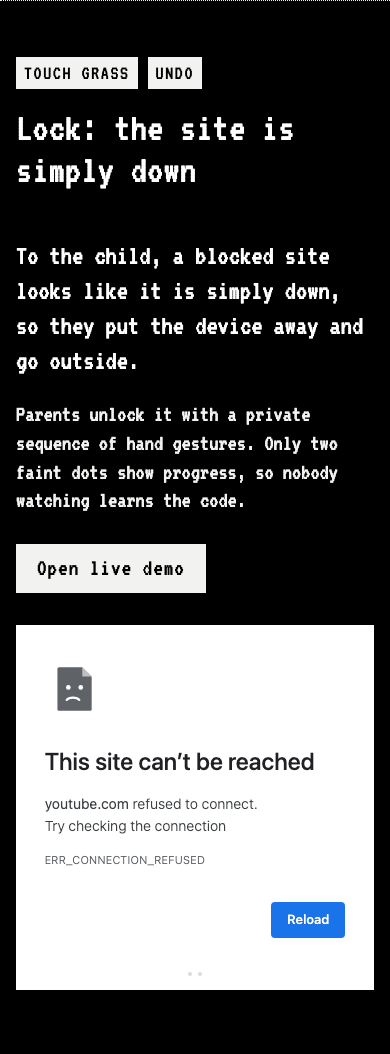 TOUCH GRASS UNDO
Lock: the site is
simply down
To the child, a blocked site
looks like it is simply down,
so they put the device away and
go outside.
Parents unlock it with a private
sequence of hand gestures. Only two
faint dots show progress, so nobody
watching learns the code.
Open live demo
This site can’t be reached
youtube.com refused to connect.
Try checking the connection
ERR_CONNECTION_REFUSED
Reload